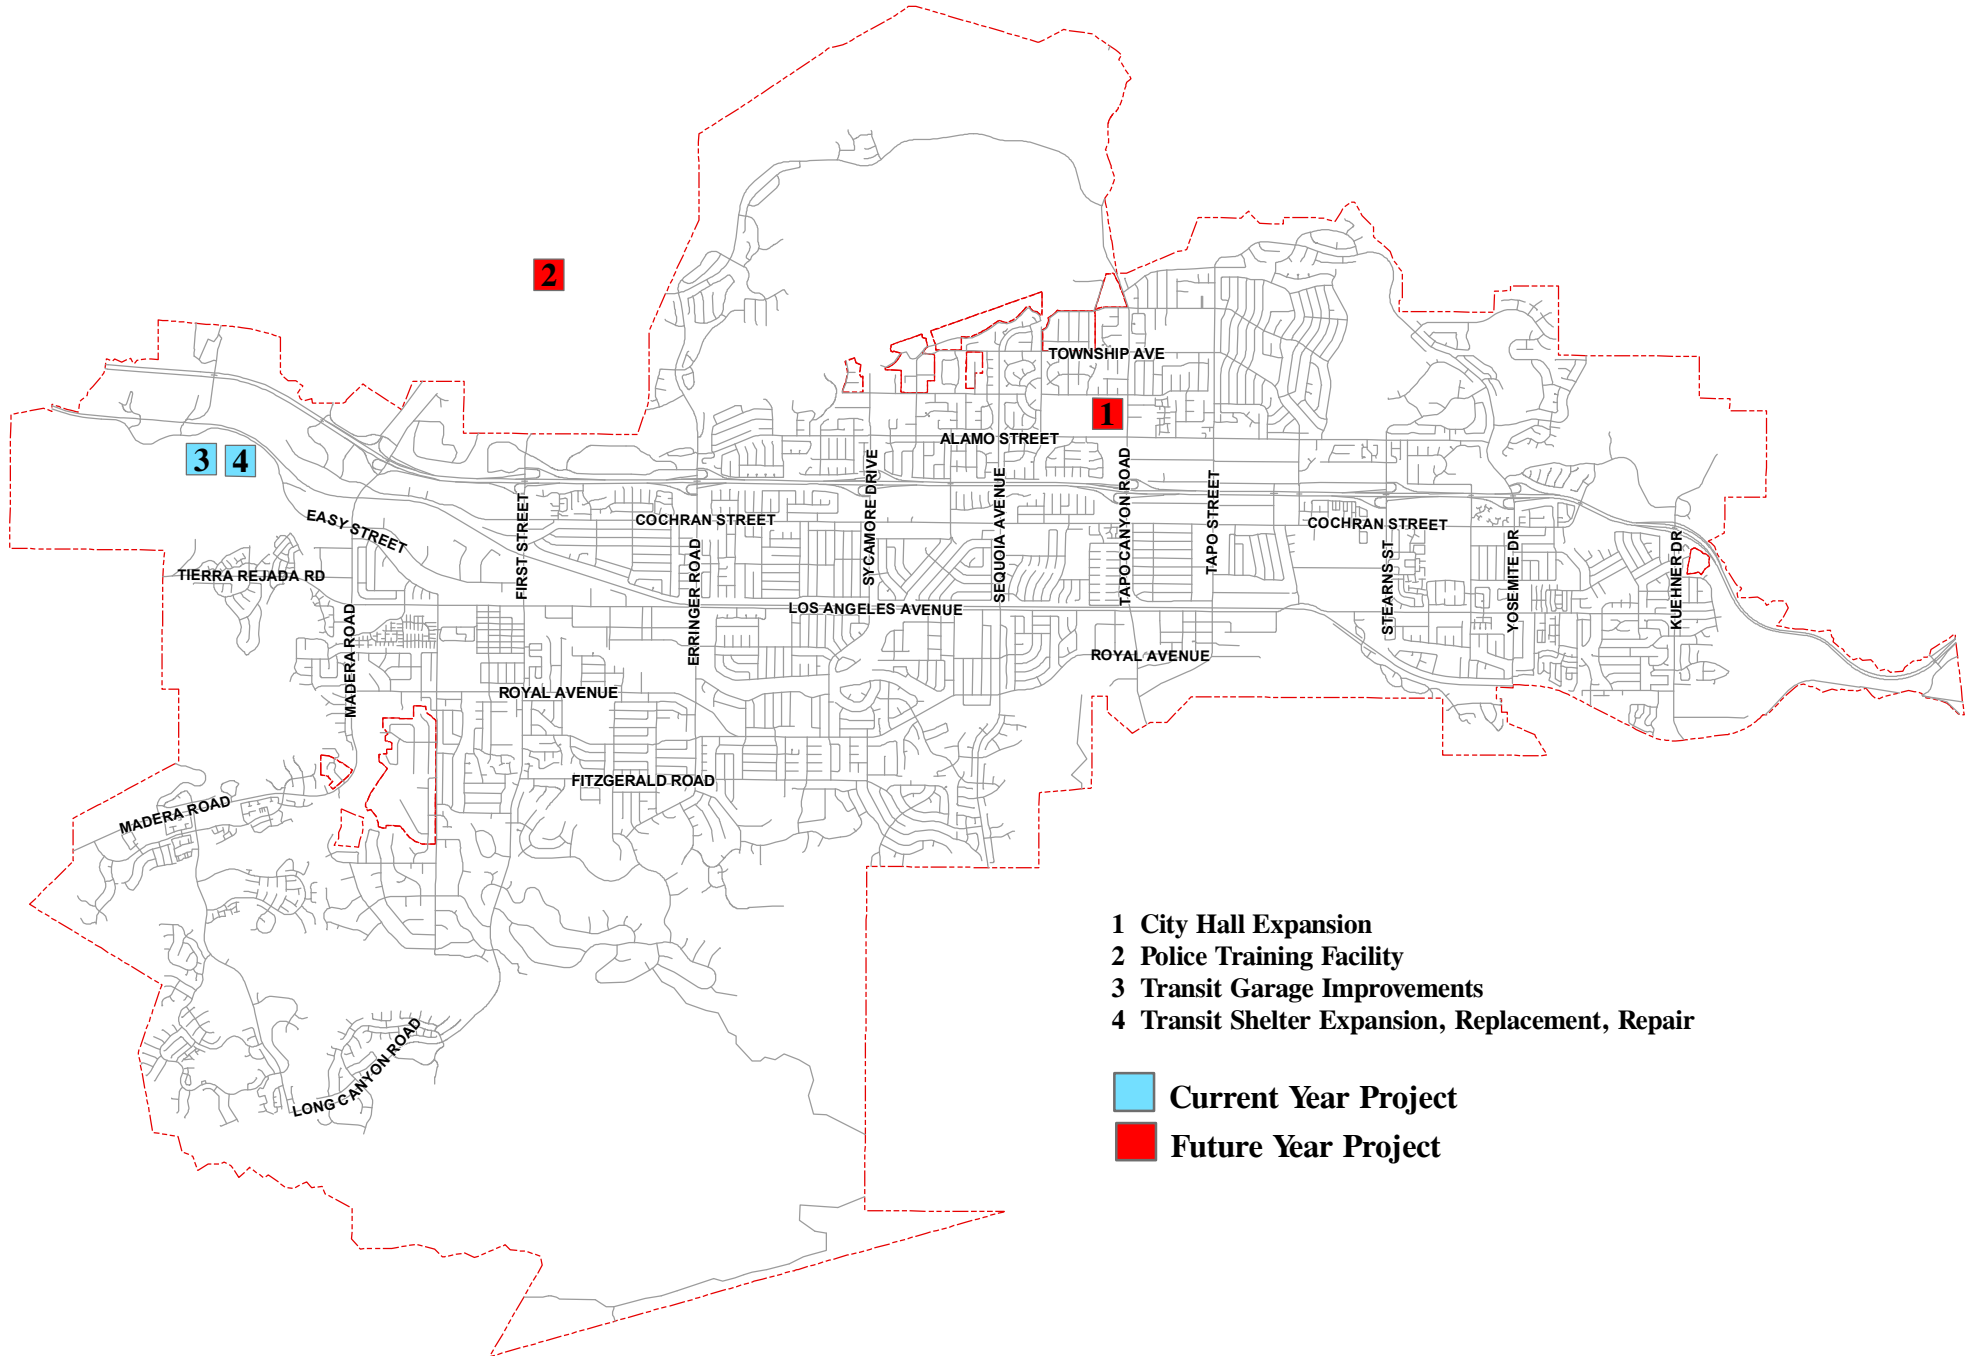 2
TOWNSHIP AVE
1
ALAMO STREET
3
4
SYCAMORE DRIVE
SEQUOIA AVENUE
TAPO CANYON ROAD
TAPO STREET
FIRST STREET
EASY STREET
COCHRAN STREET
COCHRAN STREET
ERRINGER ROAD
STEARNS ST
YOSEMITE DR
KUEHNER DR
TIERRA REJADA RD
LOS ANGELES AVENUE
MADERA ROAD
ROYAL AVENUE
ROYAL AVENUE
FITZGERALD ROAD
MADERA ROAD
LONG CANYON ROAD
1 City Hall Expansion
2 Police Training Facility
3 Transit Garage Improvements
4 Transit Shelter Expansion, Replacement, Repair
Current Year Project
Future Year Project